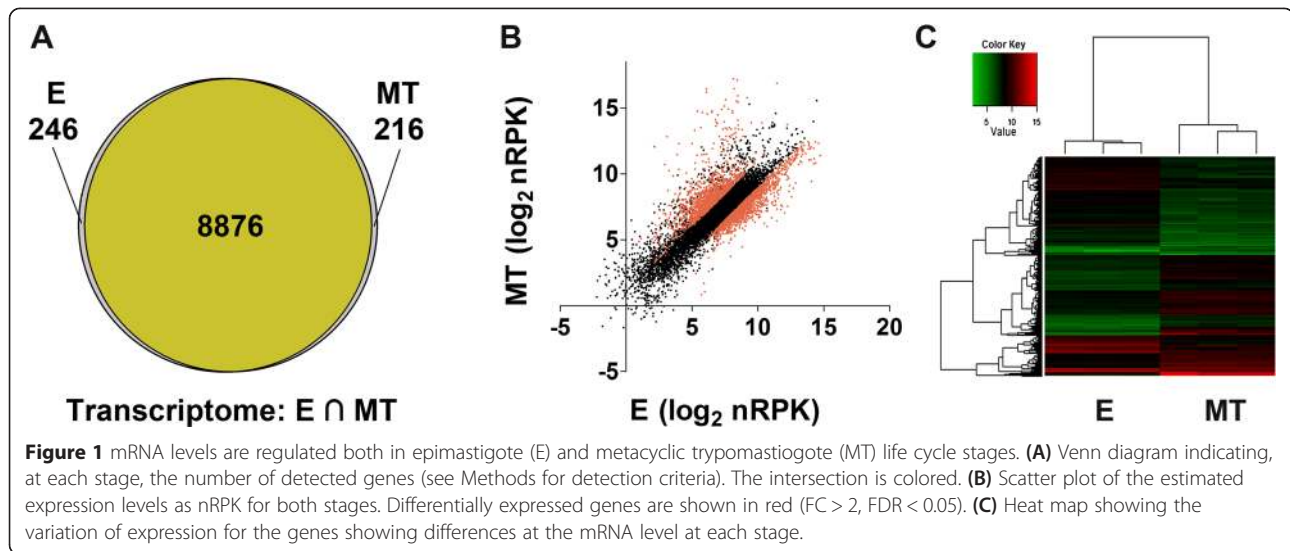 A
E
246
MT
216
8876
Transcriptome: E ∩ MT
B
MT (log2 nRPK)
15
10
5
-5
5
10
15
20
-5
E (log2 nRPK)
C
Color Key
5
10
15
Value
E
MT
Figure 1 mRNA levels are regulated both in epimastigote (E) and metacyclic trypomastiogote (MT) life cycle stages. (A) Venn diagram indicating,
at each stage, the number of detected genes (see Methods for detection criteria). The intersection is colored. (B) Scatter plot of the estimated
expression levels as nRPK for both stages. Differentially expressed genes are shown in red (FC > 2, FDR < 0.05). (C) Heat map showing the
variation of expression for the genes showing differences at the mRNA level at each stage.